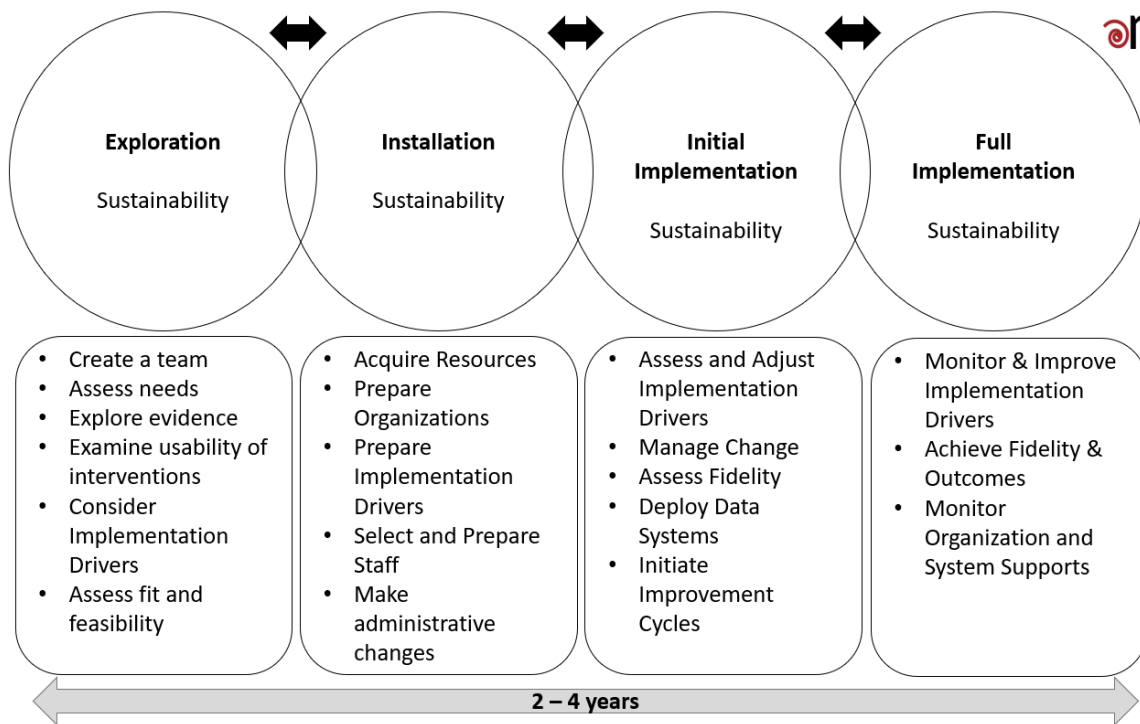 Exploration
Sustainability
Installation
Sustainability
Initial
Implementation
Sustainability
Full
Implementation
Sustainability
• Create a team
• Assess needs
• Explore evidence
• Examine usability of
interventions
• Consider
Implementation
Drivers
• Assess fit and
feasibility
• Acquire Resources
• Prepare
Organizations
• Prepare
Implementation
Drivers
• Select and Prepare
Staff
• Make
administrative
changes
• Assess and Adjust
Implementation
Drivers
• Manage Change
• Assess Fidelity
• Deploy Data
Systems
• Initiate
Improvement
Cycles
• Monitor & Improve
Implementation
Drivers
• Achieve Fidelity &
Outcomes
• Monitor
Organization and
System Supports
2 – 4 years